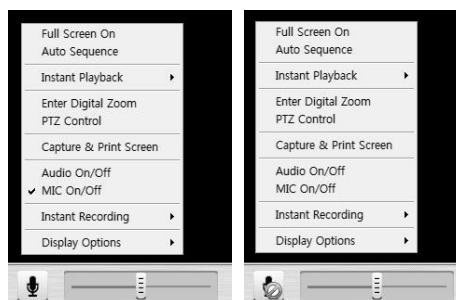 Full Screen On
Auto Sequence
Instant Playback
Enter Digital Zoom
PTZ Control
Capture & Print Screen
Audio On/Off
MIC On/Off
Instant Recording
Display Options
Full Screen On
Auto Sequence
Instant Playback
Enter Digital Zoom
PTZ Control
Capture & Print Screen
Audio On/Off
MIC On/Off
Instant Recording
Display Options